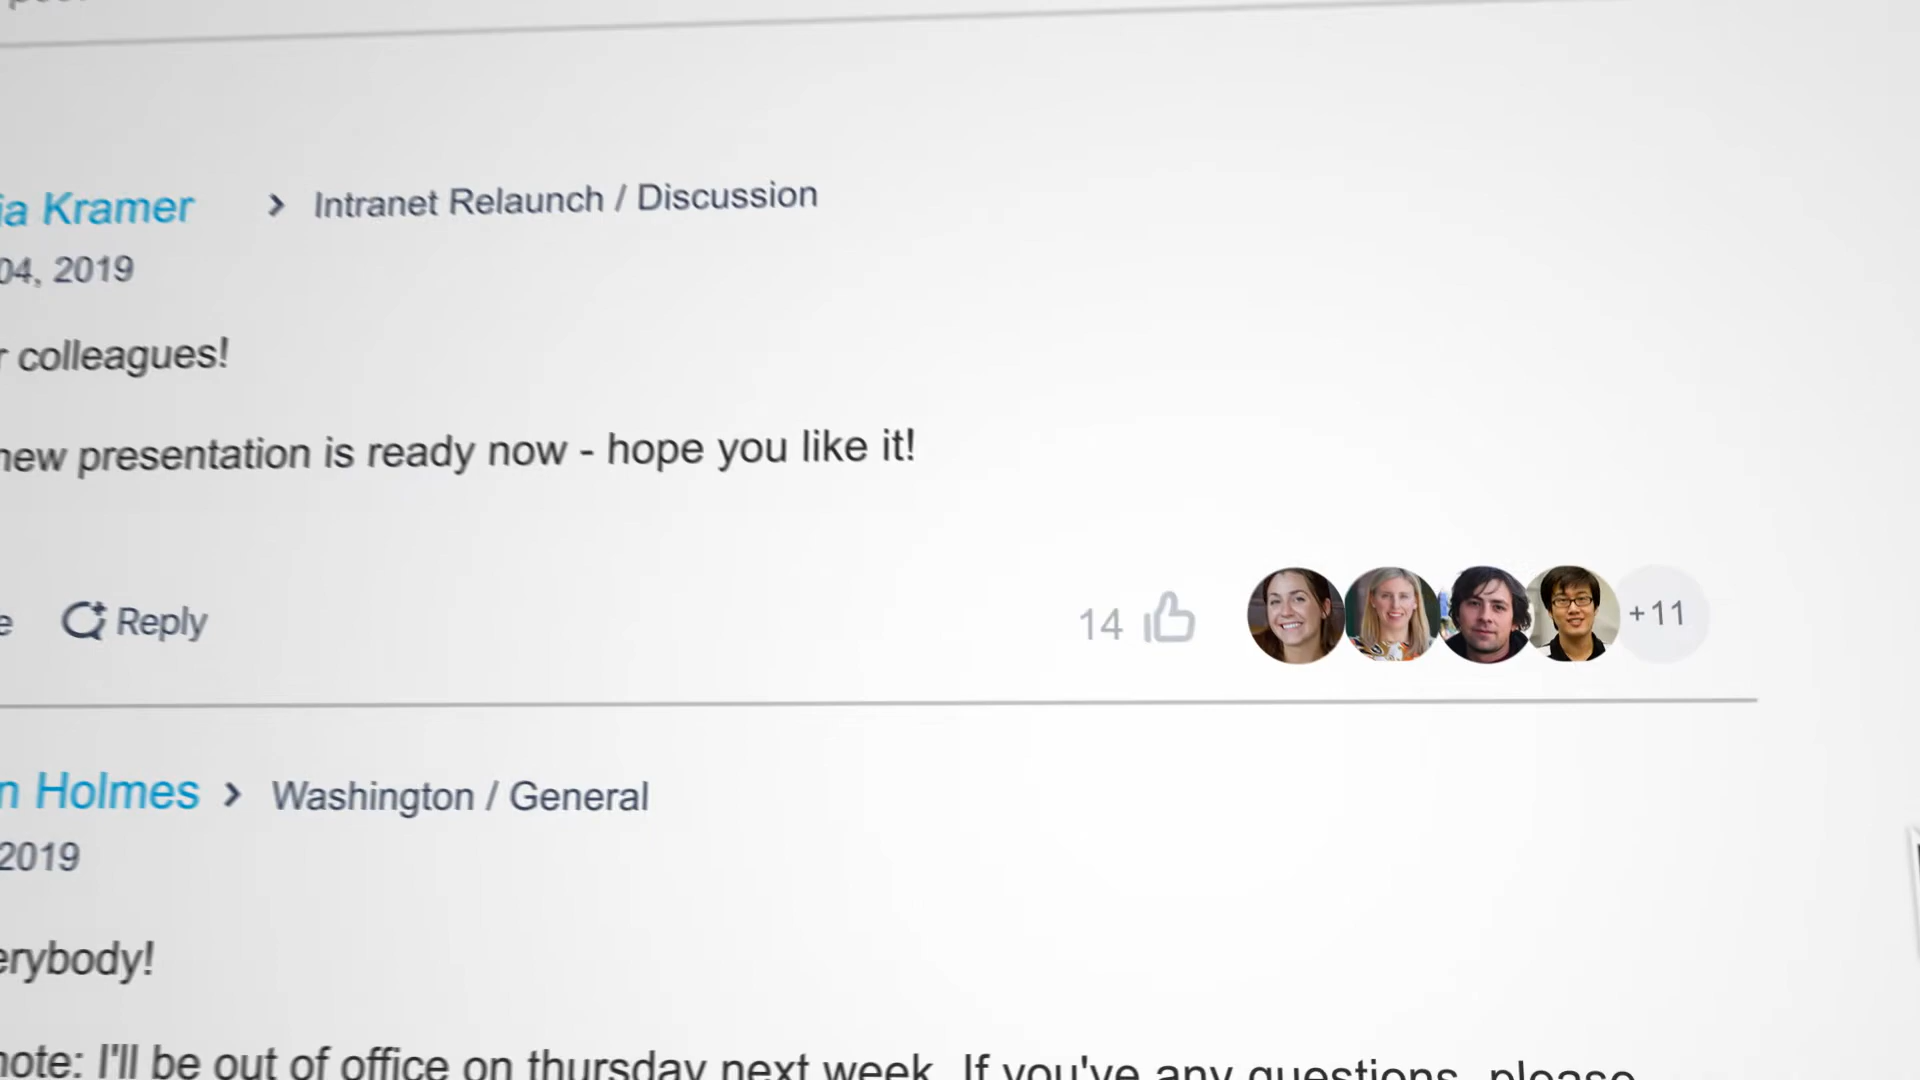 ia Kramer > Intranet Relaunch / Discussion
04, 2019
r colleagues!
new presentation is ready now - hope you like it!
e Reply
14 +11
n Holmes > Washington / General
2019
erybody!
note: I'll be out of office on thursday next week. If you've any questions, please